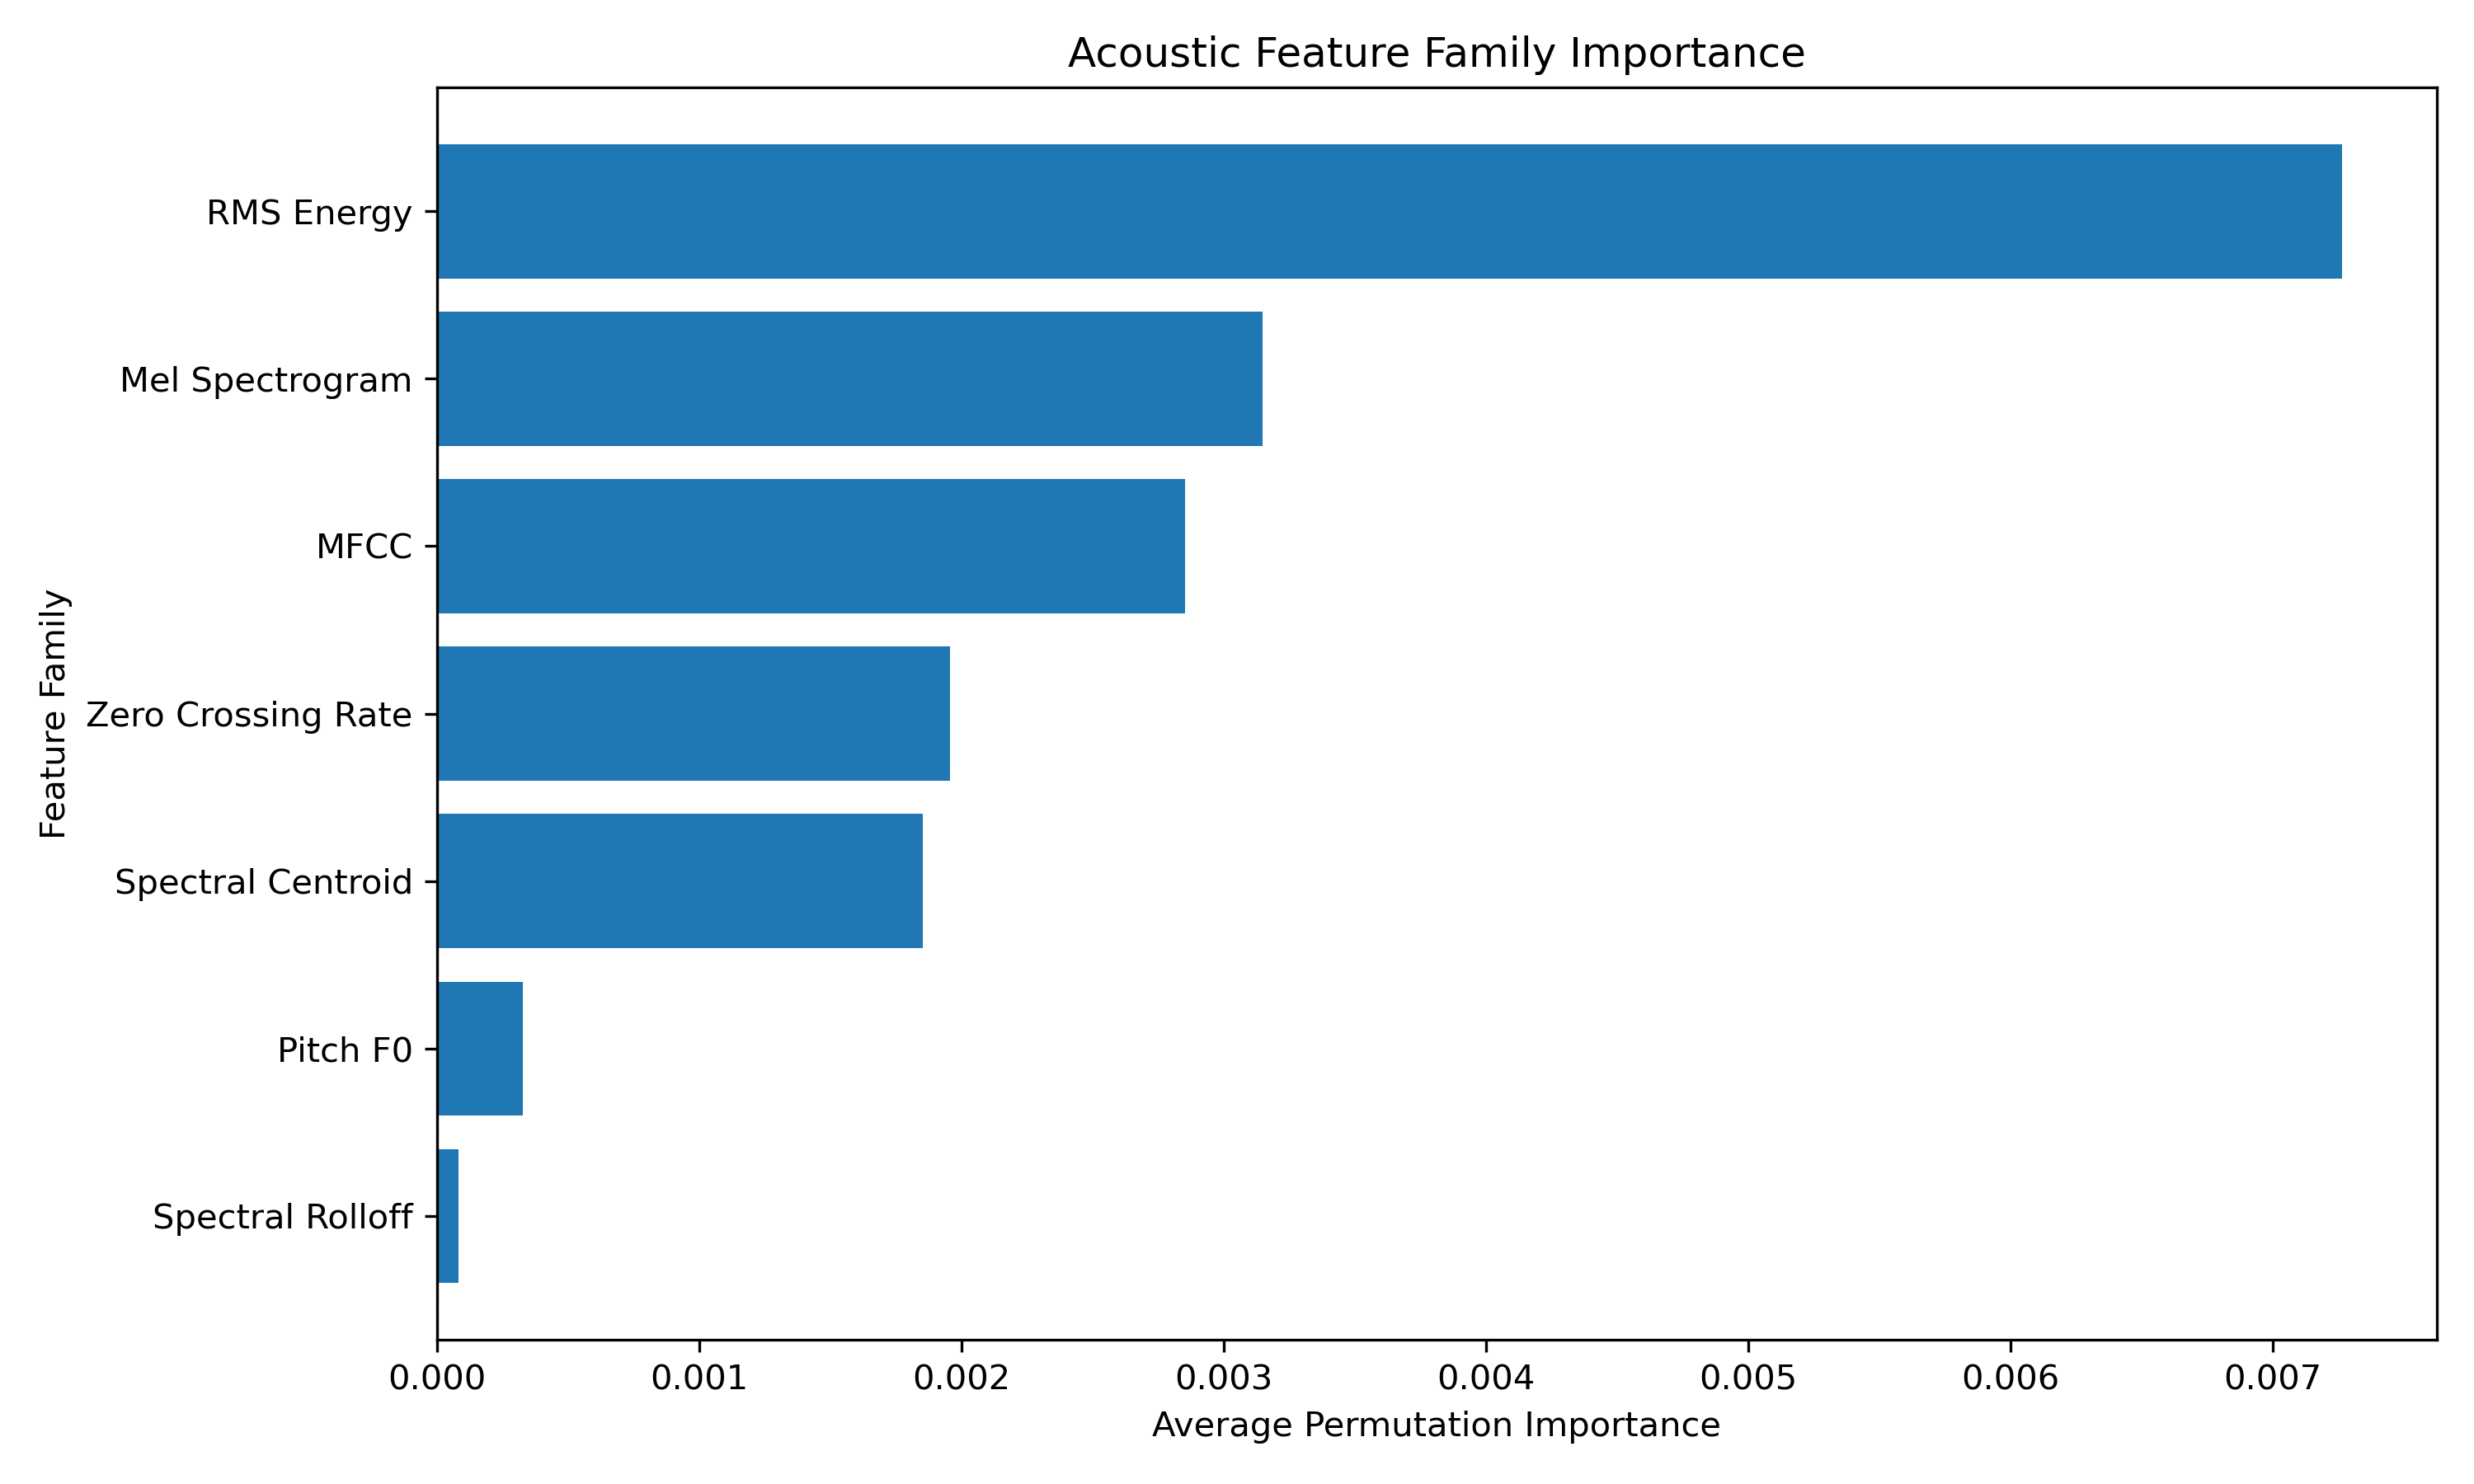 Acoustic Feature Family Importance
Feature Family
RMS Energy
Mel Spectrogram
MFCC
Zero Crossing Rate
Spectral Centroid
Pitch F0
Spectral Rolloff
0.000 0.001 0.002 0.003 0.004 0.005 0.006 0.007
Average Permutation Importance